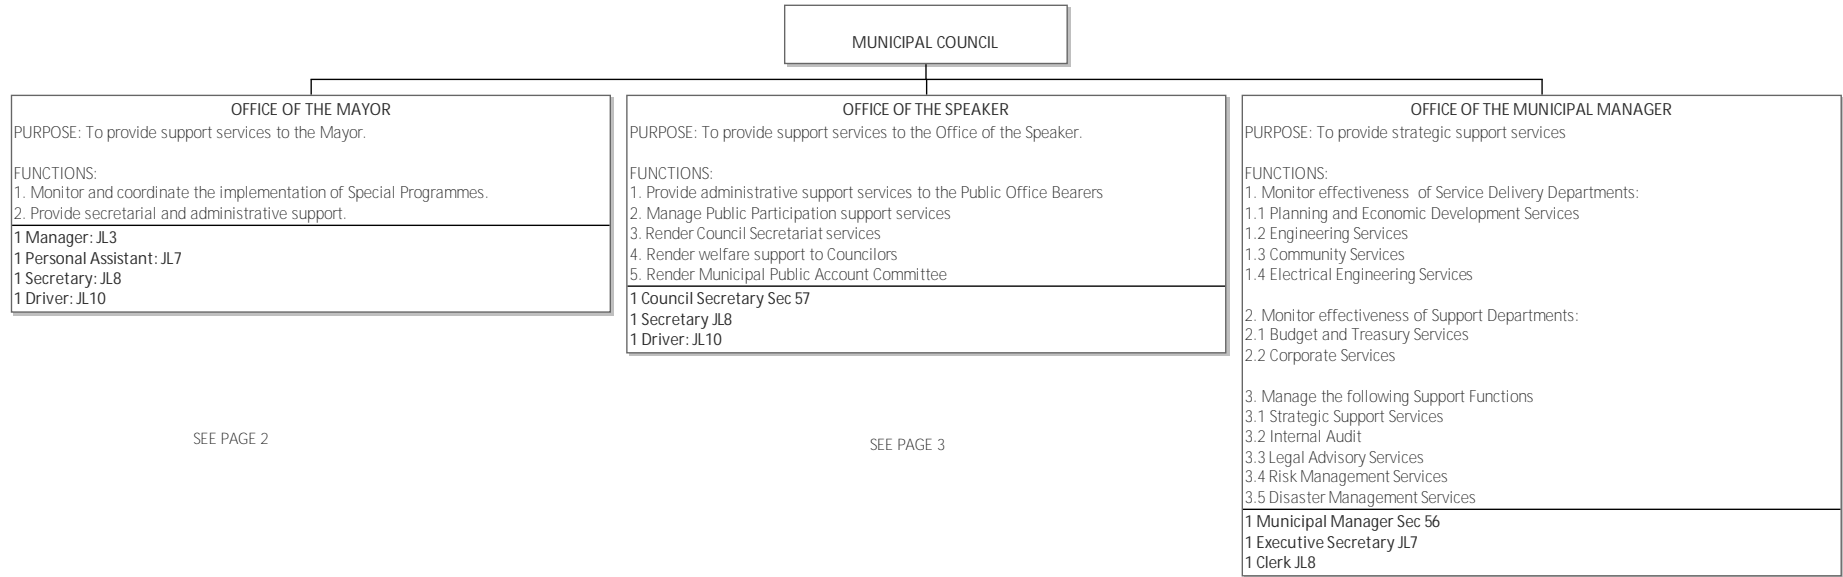 MUNICIPAL COUNCIL
OFFICE OF THE MAYOR
PURPOSE: To provide support services to the Mayor.
FUNCTIONS:
1. Monitor and coordinate the implementation of Special Programmes.
2. Provide secretarial and administrative support.
1 Manager: JL3
1 Personal Assistant: JL7
1 Secretary: JL8
1 Driver: JL10
SEE PAGE 2
OFFICE OF THE SPEAKER
PURPOSE: To provide support services to the Office of the Speaker.
FUNCTIONS:
1. Provide administrative support services to the Public Office Bearers
2. Manage Public Participation support services
3. Render Council Secretariat services
4. Render welfare support to Councilors
5. Render Municipal Public Account Committee
1 Council Secretary Sec 57
1 Secretary JL8
1 Driver: JL10
SEE PAGE 3
OFFICE OF THE MUNICIPAL MANAGER
PURPOSE: To provide strategic support services
FUNCTIONS:
1. Monitor effectiveness of Service Delivery Departments:
1.1 Planning and Economic Development Services
1.2 Engineering Services
1.3 Community Services
1.4 Electrical Engineering Services
2. Monitor effectiveness of Support Departments:
2.1 Budget and Treasury Services
2.2 Corporate Services
3. Manage the following Support Functions
3.1 Strategic Support Services
3.2 Internal Audit
3.3 Legal Advisory Services
3.4 Risk Management Services
3.5 Disaster Management Services
1 Municipal Manager Sec 56
1 Executive Secretary JL7
1 Clerk JL8